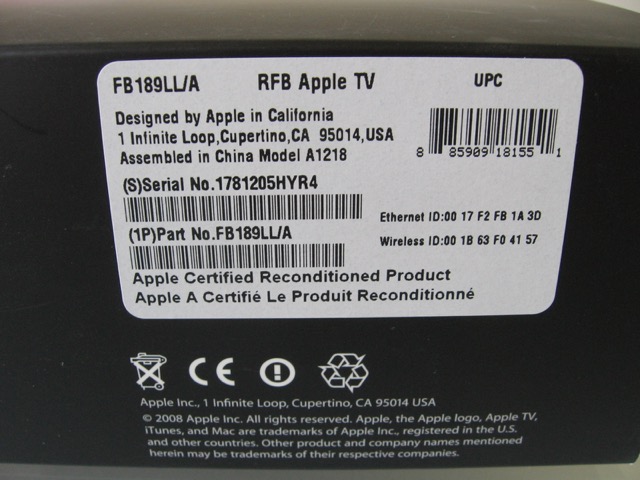 FB189LL/A RFB Apple TV UPC
Designed by Apple in California
1 Infinite Loop,Cupertino,CA 95014,USA
Assembled in China Model A1218
8 85909 18155 1
(S)Serial No.1781205HYR4
Ethernet ID:00 17 F2 FB 1A 3D
(1P)Part No.FB189LL/A
Wireless ID:00 1B 63 F0 41 57
Apple Certified Reconditioned Product
Apple A Certifié Le Produit Reconditionné
CE
Apple Inc., 1 Infinite Loop, Cupertino, CA 95014 USA
© 2008 Apple Inc. All rights reserved. Apple, the Apple logo, Apple TV,
iTunes, and Mac are trademarks of Apple Inc., registered in the U.S.
and other countries. Other product and company names mentioned
herein may be trademarks of their respective companies.